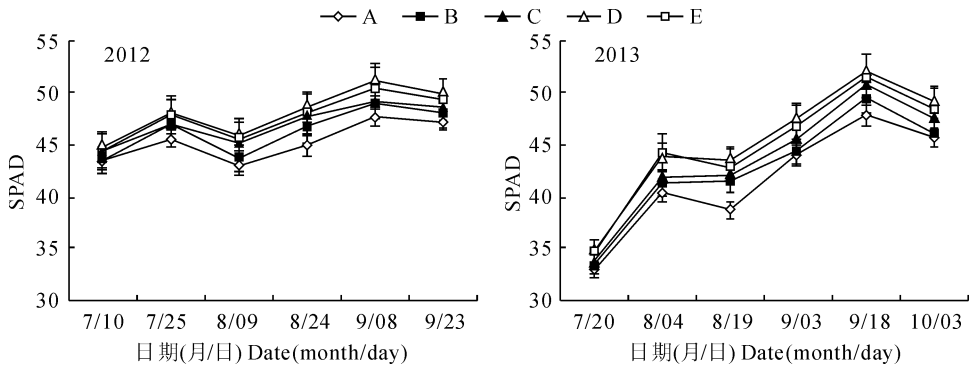 A B C D E
2012
55
50
45
40
35
30
SPAD
7/10 7/25 8/09 8/24 9/08 9/23
日期(月/日) Date(month/day)
2013
55
50
45
40
35
30
SPAD
7/20 8/04 8/19 9/03 9/18 10/03
日期(月/日) Date(month/day)